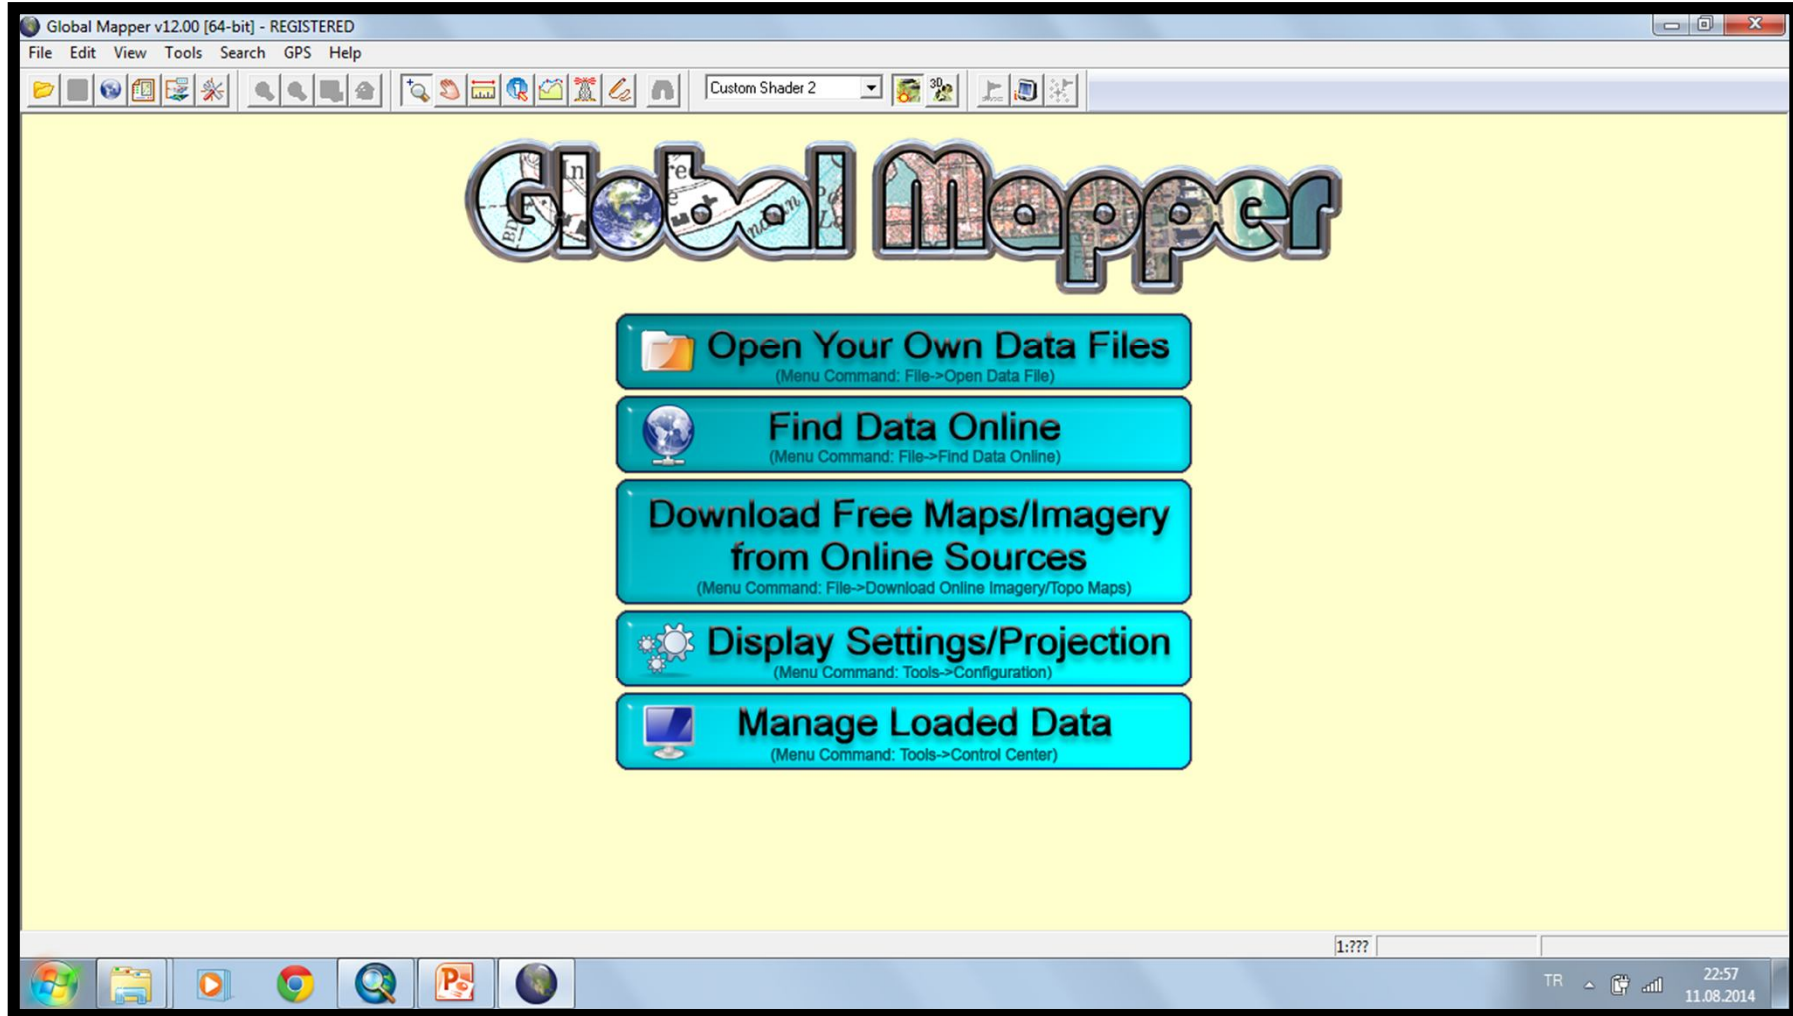 Global Mapper v12.00 [64-bit] - REGISTERED
File Edit View Tools Search GPS Help
Custom Shader 2
3D
Global Mapper
Open Your Own Data Files
(Menu Command: File->Open Data File)
Find Data Online
(Menu Command: File->Find Data Online)
Download Free Maps/Imagery
from Online Sources
(Menu Command: File->Download Online Imagery/Topo Maps)
Display Settings/Projection
(Menu Command: Tools->Configuration)
Manage Loaded Data
(Menu Command: Tools->Control Center)
1:???
TR
22:57
11.08.2014